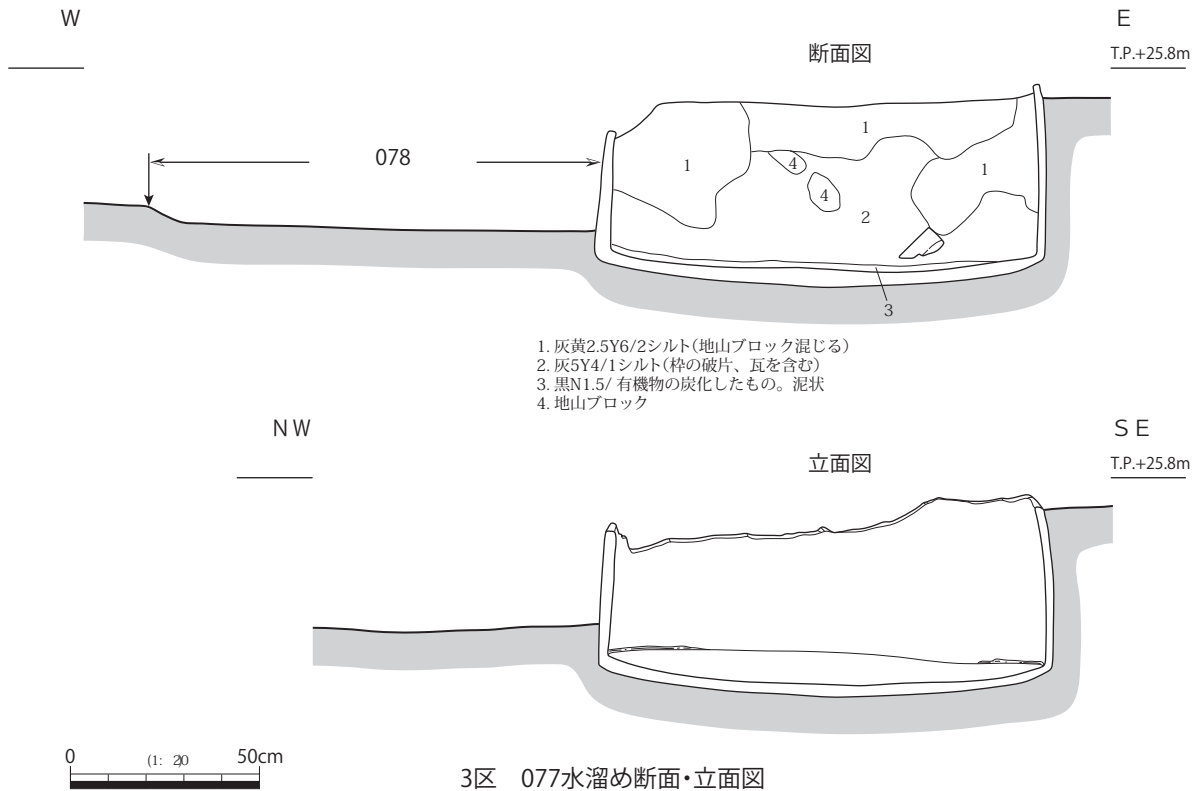 W
E
断面図
T.P.+25.8m
078
1
1
1
4
4
2
3
1. 灰黄2.5Y6/2シルト(地山ブロック混じる)
2. 灰5Y4/1シルト(枠の破片、瓦を含む)
3. 黒N1.5/ 有機物の炭化したもの。泥状
4. 地山ブロック
NW
SE
立面図
T.P.+25.8m
0
(1: 20)
50cm
3区 077水溜め断面・立面図